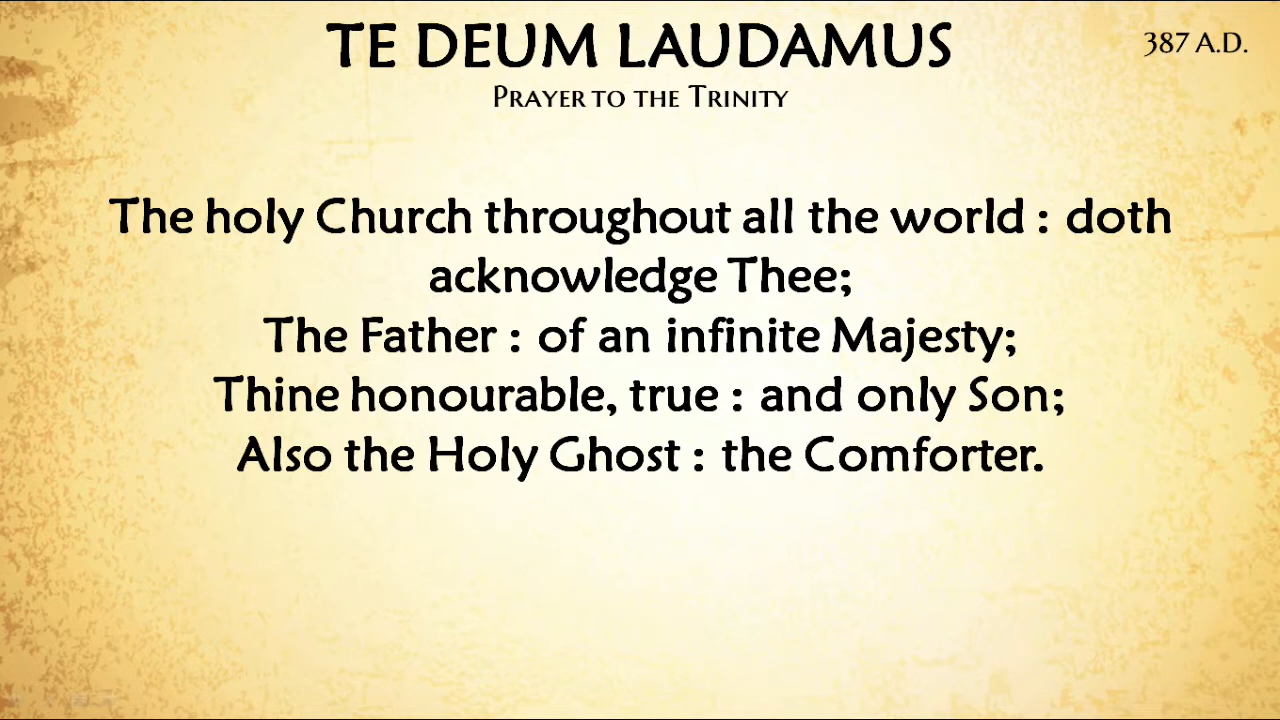 TE DEUM LAUDAMUS
387 A.D.
Prayer to the Trinity
The holy Church throughout all the world : doth
acknowledge Thee;
The Father : of an infinite Majesty;
Thine honourable, true : and only Son;
Also the Holy Ghost : the Comforter.